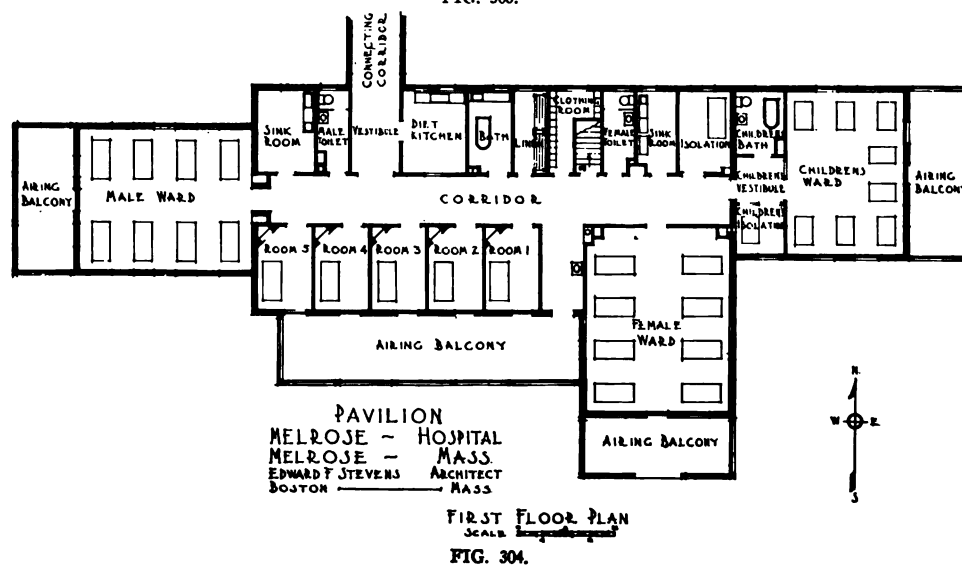 FIG. 303.
CONNECTING
CORRIDOR
SINK
ROOM
MALE
TOILET
VESTIBULE
DIET
KITCHEN
BATH
LINEN
CLOTHING
ROOM
FEMALE
TOILET
SINK
ROOM
ISOLATION
CHILDRENS
BATH
CHILDRENS
VESTIBULE
CHILDRENS
ISOLATION
CHILDRENS
WARD
AIRING
BALCONY
AIRING
BALCONY
MALE WARD
CORRIDOR
ROOM 5
ROOM 4
ROOM 3
ROOM 2
ROOM 1
AIRING BALCONY
FEMALE
WARD
AIRING BALCONY
N.
W
E.
S
PAVILION
MELROSE ~ HOSPITAL
MELROSE ~ MASS.
EDWARD F STEVENS ARCHITECT
BOSTON MASS
FIRST FLOOR PLAN
SCALE
FIG. 304.